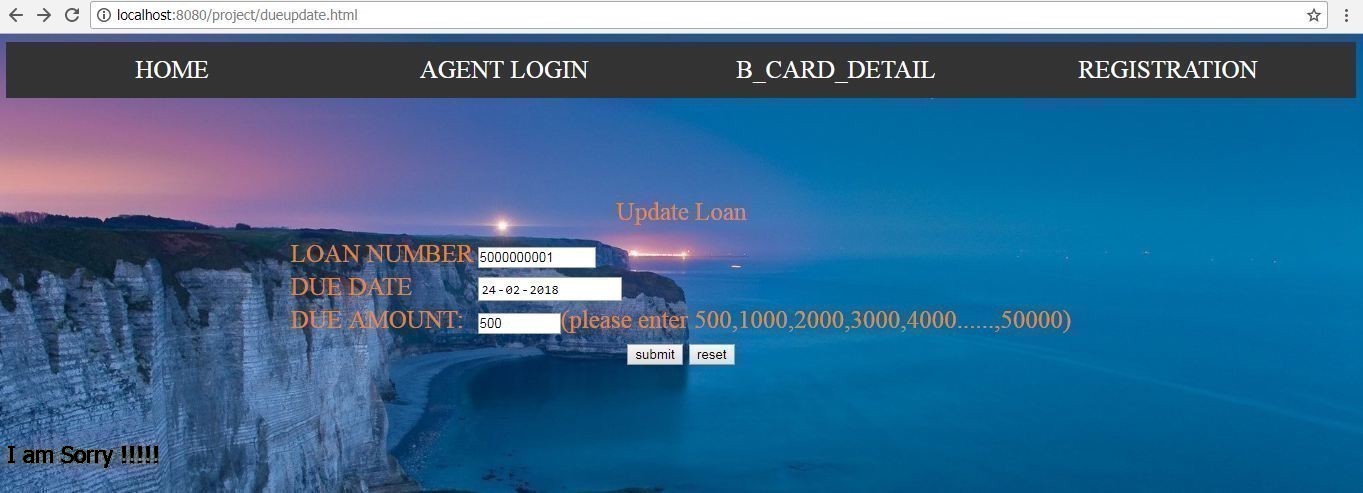 localhost:8080/project/dueupdate.html
HOME AGENT LOGIN B_CARD_DETAIL REGISTRATION
Update Loan
LOAN NUMBER 5000000001
DUE DATE 24-02-2018
DUE AMOUNT: 500 (please enter 500,1000,2000,3000,4000......,50000)
submit reset
I am Sorry !!!!!